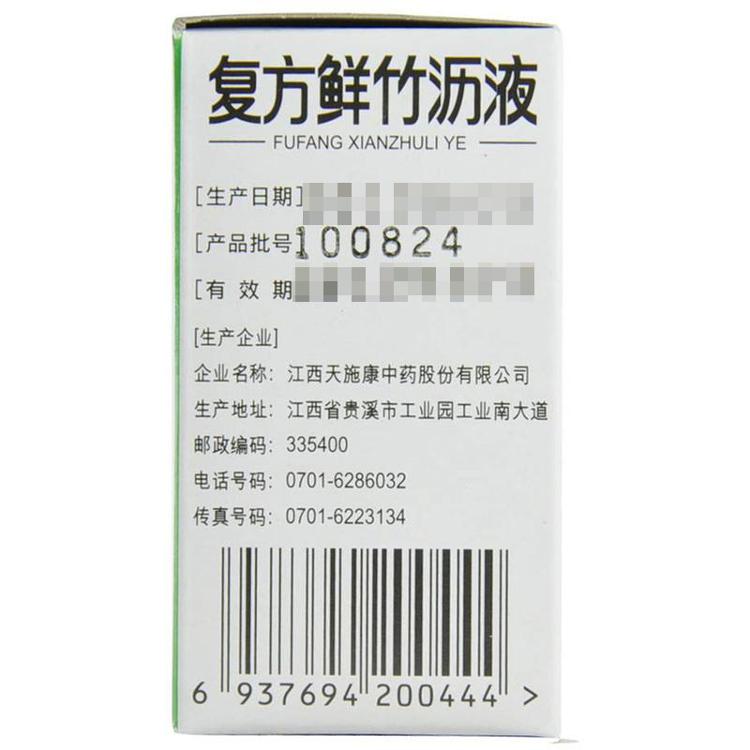 复方鲜竹沥液
FUFANG XIANZHULI YE
[生产日期]
[产品批号]100824
[有 效 期]
[生产企业]
企业名称：江西天施康中药股份有限公司
生产地址：江西省贵溪市工业园工业南大道
邮政编码：335400
电话号码：0701-6286032
传真号码：0701-6223134
6 937694 200444 >